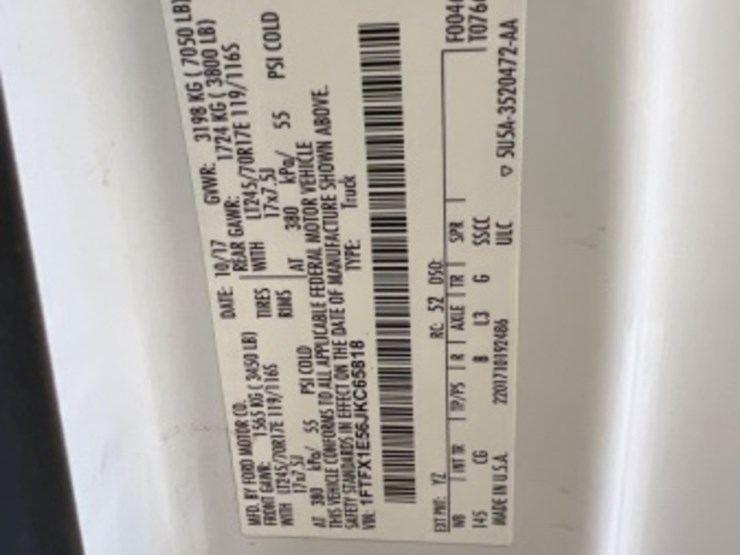 MFD. BY FORD MOTOR CO.
DATE: 10/17 GVWR: 3198 KG ( 7050 LB)
FRONT GAWR: 1565 KG ( 3450 LB) REAR GAWR: 1724 KG ( 3800 LB)
WITH LT245/70R17E 119/116S TIRES WITH LT245/70R17E 119/116S
17x7.5J RIMS 17x7.5J
AT 380 kPa/ 55 PSI COLD AT 380 kPa/ 55 PSI COLD
THIS VEHICLE CONFORMS TO ALL APPLICABLE FEDERAL MOTOR VEHICLE
SAFETY STANDARDS IN EFFECT ON THE DATE OF MANUFACTURE SHOWN ABOVE.
VIN: 1FTFX1E56JKC65818 TYPE: Truck
EXT PNT: YZ RC: 52 DSO: F0046
WB INT TR TP/PS R AXLE TR SPR T0766
145 CG B L3 G SSCC
MADE IN U.S.A. 2201710192486 ULC 5U5A-3520472-AA